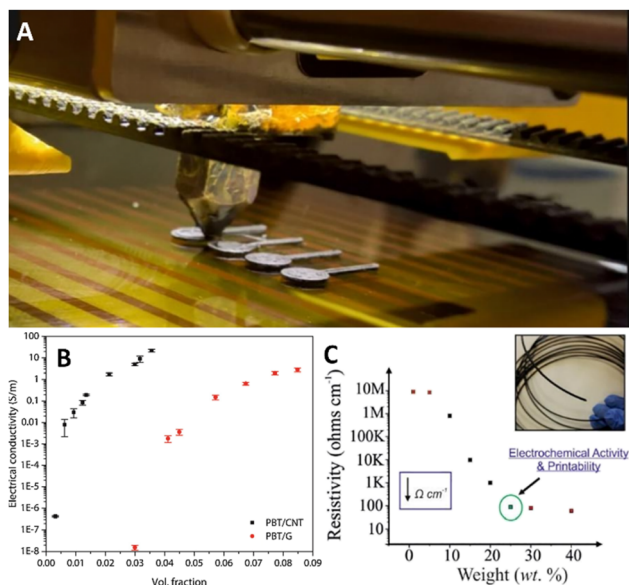 A
B
Electrical conductivity (S/m)
100
10
1
0.1
0.01
1E-3
1E-4
1E-5
1E-6
1E-7
1E-8
PBT/CNT
PBT/G
0.00 0.01 0.02 0.03 0.04 0.05 0.06 0.07 0.08 0.09
Vol. fraction
C
Resistivity (ohms cm⁻¹)
10M
1M
100K
10K
1K
100
10
Electrochemical Activity
& Printability
Ω cm⁻¹
0 10 20 30 40
Weight (wt. %)